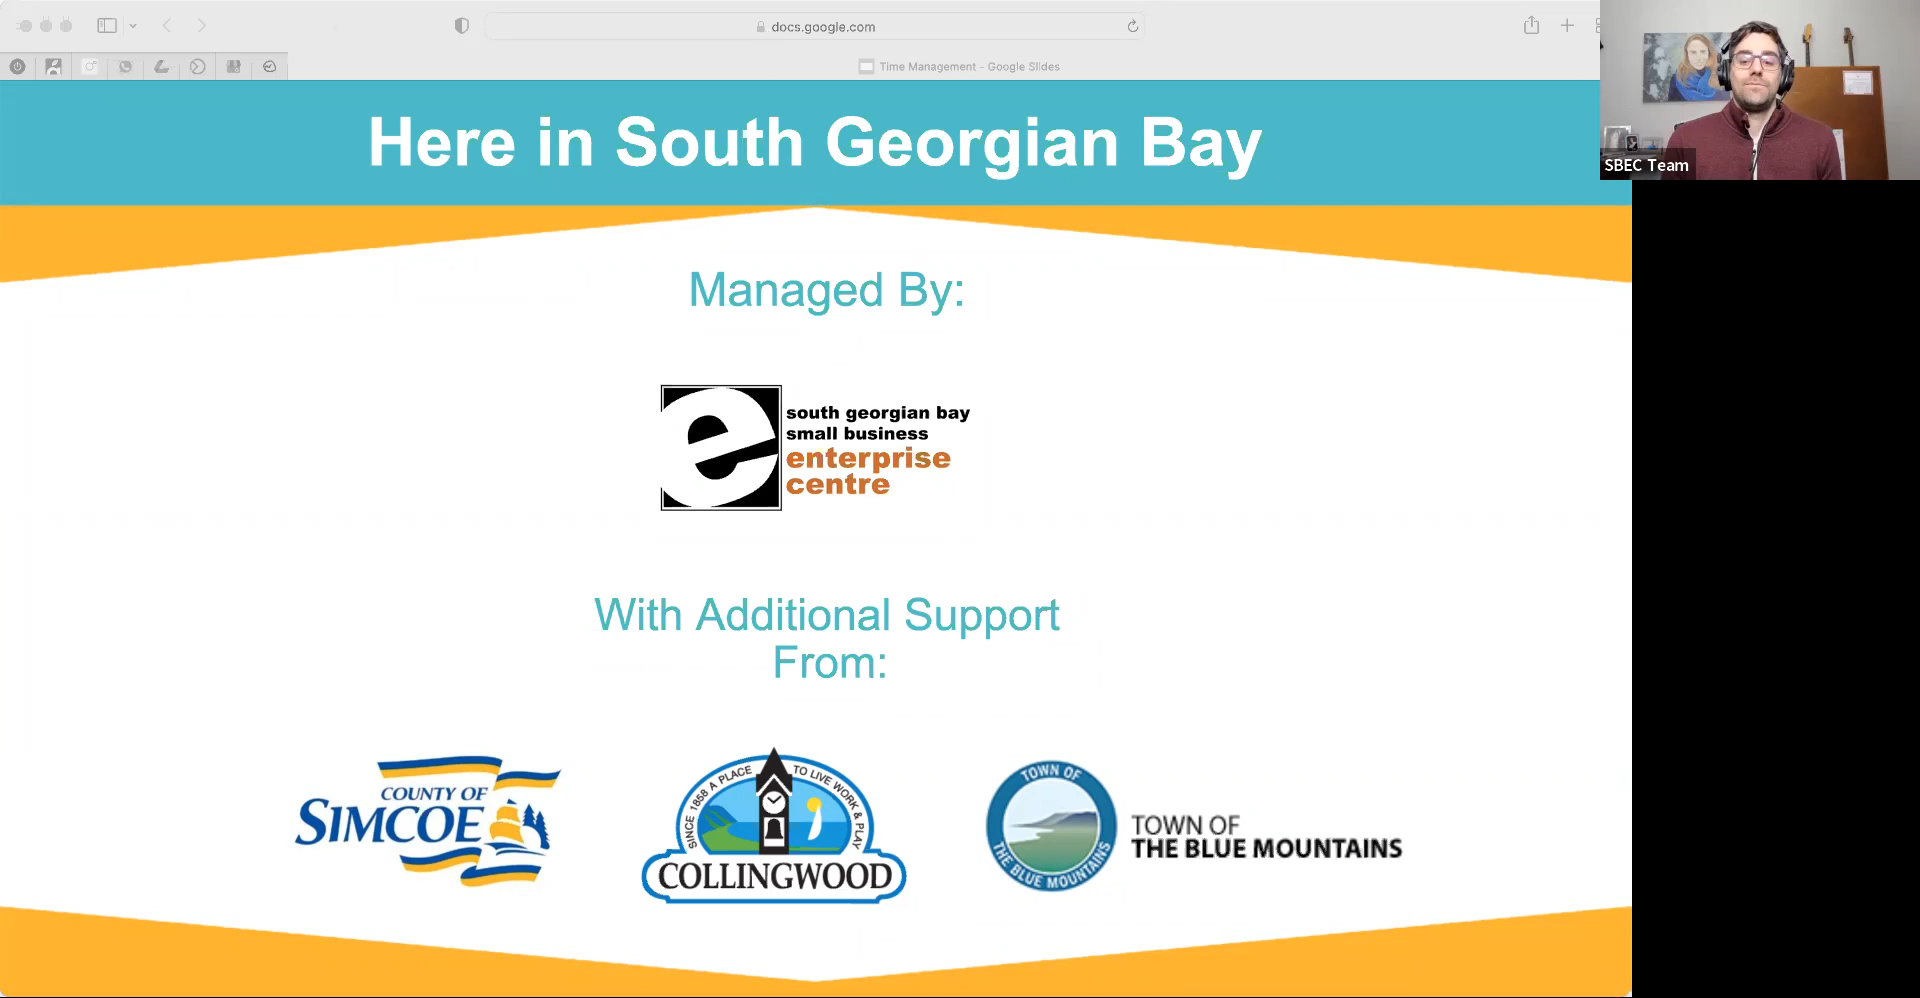 docs.google.com
Time Management - Google Slides
SBEC Team
Here in South Georgian Bay
Managed By:
south georgian bay
small business
enterprise
centre
With Additional Support
From:
COUNTY OF
SIMCOE
SINCE 1858 A PLACE TO LIVE WORK & PLAY
COLLINGWOOD
TOWN OF
THE BLUE MOUNTAINS
TOWN OF
THE BLUE MOUNTAINS